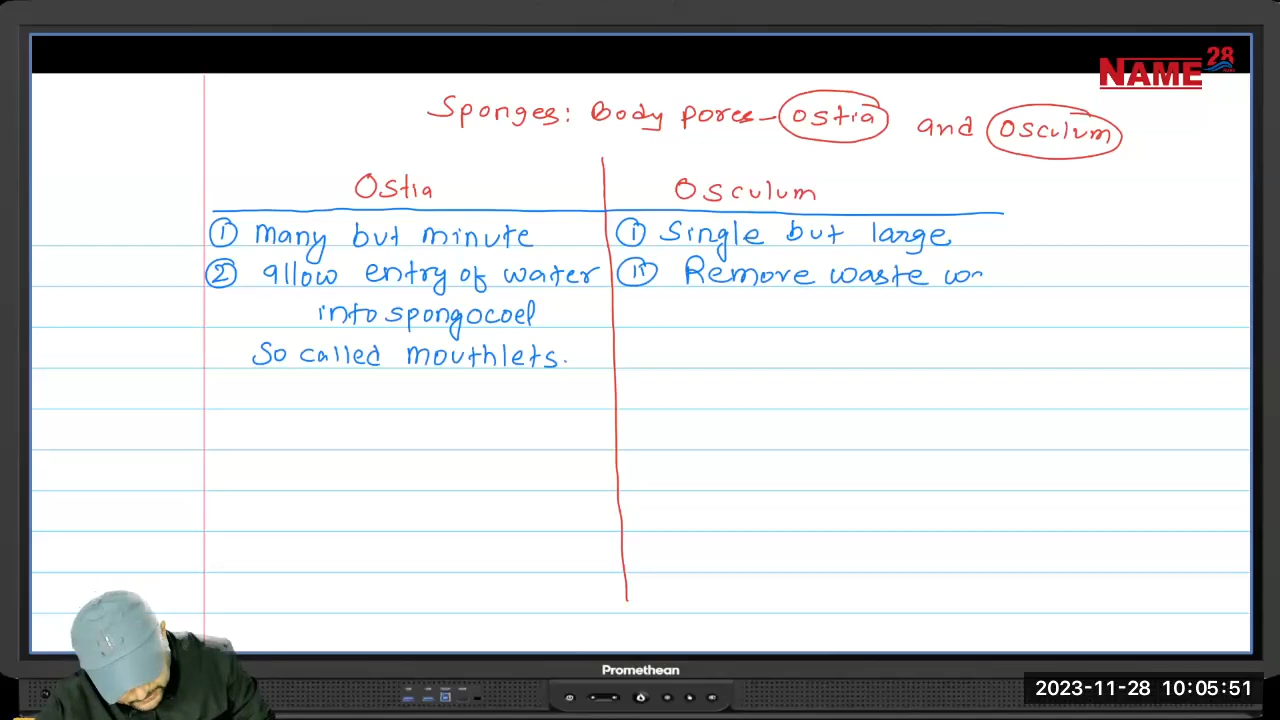 NAME 28
Sponges: Body pores - Ostia and Osculum
Ostia
Osculum
① Many but minute
② allow entry of water
into spongocoel
So called mouthlets.
① Single but large
② Remove waste
Promethean
2023-11-28 10:05:51